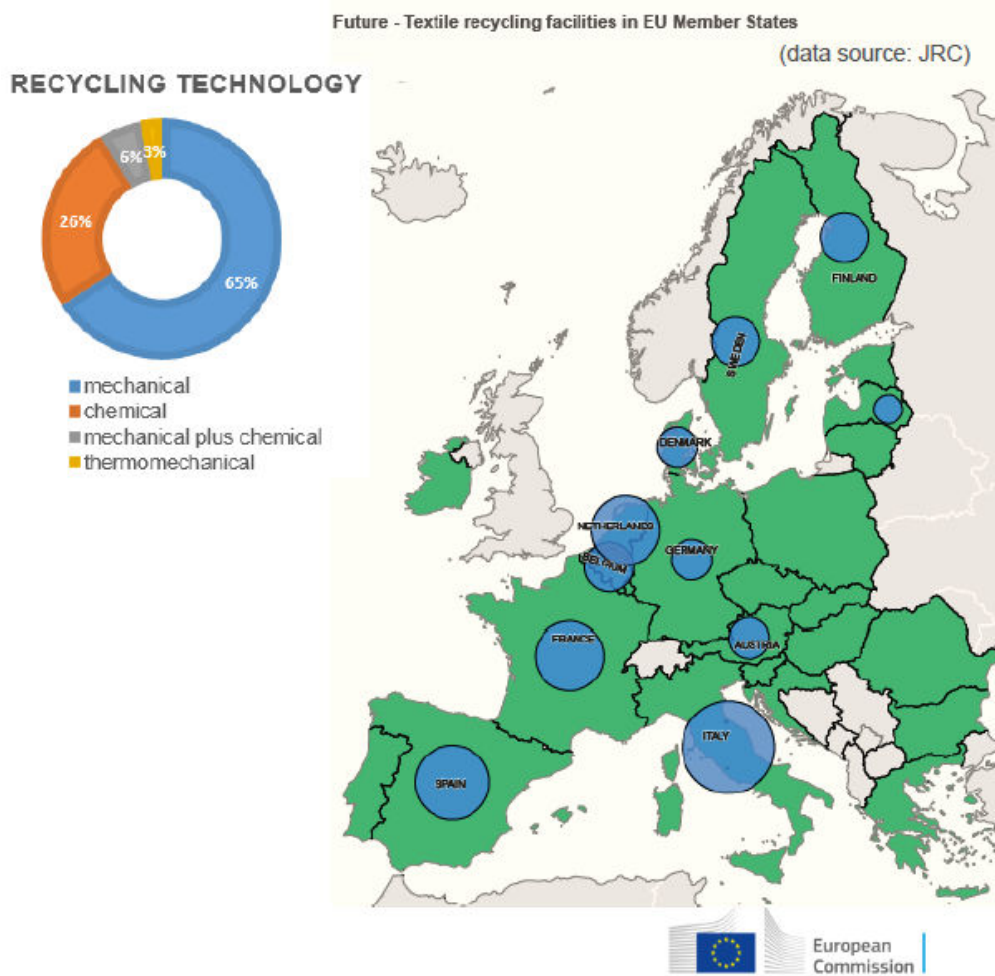 Future - Textile recycling facilities in EU Member States
(data source: JRC)
RECYCLING TECHNOLOGY
6%
3%
26%
65%
mechanical
chemical
mechanical plus chemical
thermomechanical
FINLAND
SWEDEN
DENMARK
NETHERLANDS
GERMANY
BELGIUM
FRANCE
AUSTRIA
ITALY
SPAIN
European
Commission